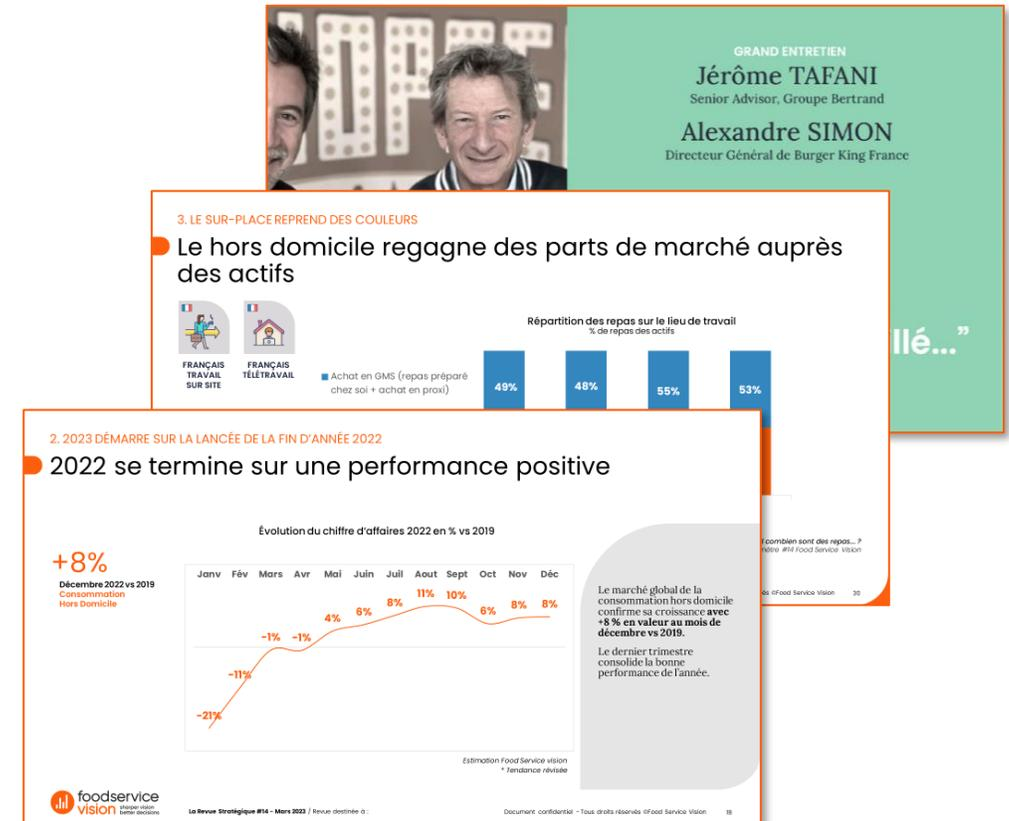 GRAND ENTRETIEN
Jérôme TAFANI
Senior Advisor, Groupe Bertrand
Alexandre SIMON
Directeur Général de Burger King France
llé...”
3. LE SUR-PLACE REPREND DES COULEURS
Le hors domicile regagne des parts de marché auprès
des actifs
FRANÇAIS
TRAVAIL
SUR SITE
FRANÇAIS
TÉLÉTRAVAIL
Répartition des repas sur le lieu de travail
% de repas des actifs
Achat en GMS (repas préparé
chez soi + achat en proxi)
49% 48% 55% 53%
combien sont des repas... ?
#14 Food Service Vision
©Food Service Vision 30
2. 2023 DÉMARRE SUR LA LANCÉE DE LA FIN D’ANNÉE 2022
2022 se termine sur une performance positive
Évolution du chiffre d’affaires 2022 en % vs 2019
+8%
Décembre 2022 vs 2019
Consommation
Hors Domicile
Janv Fév Mars Avr Mai Juin Juil Aout Sept Oct Nov Déc
-21% -11% -1% -1% 4% 6% 8% 11% 10% 6% 8% 8%
Le marché global de la
consommation hors domicile
confirme sa croissance avec
+8 % en valeur au mois de
décembre vs 2019.
Le dernier trimestre
consolide la bonne
performance de l’année.
Estimation Food Service vision
* Tendance révisée
foodservice
vision sharper vision
better decisions
La Revue Stratégique #14 - Mars 2023 / Revue destinée à :
Document confidentiel - Tous droits réservés ©Food Service Vision 19